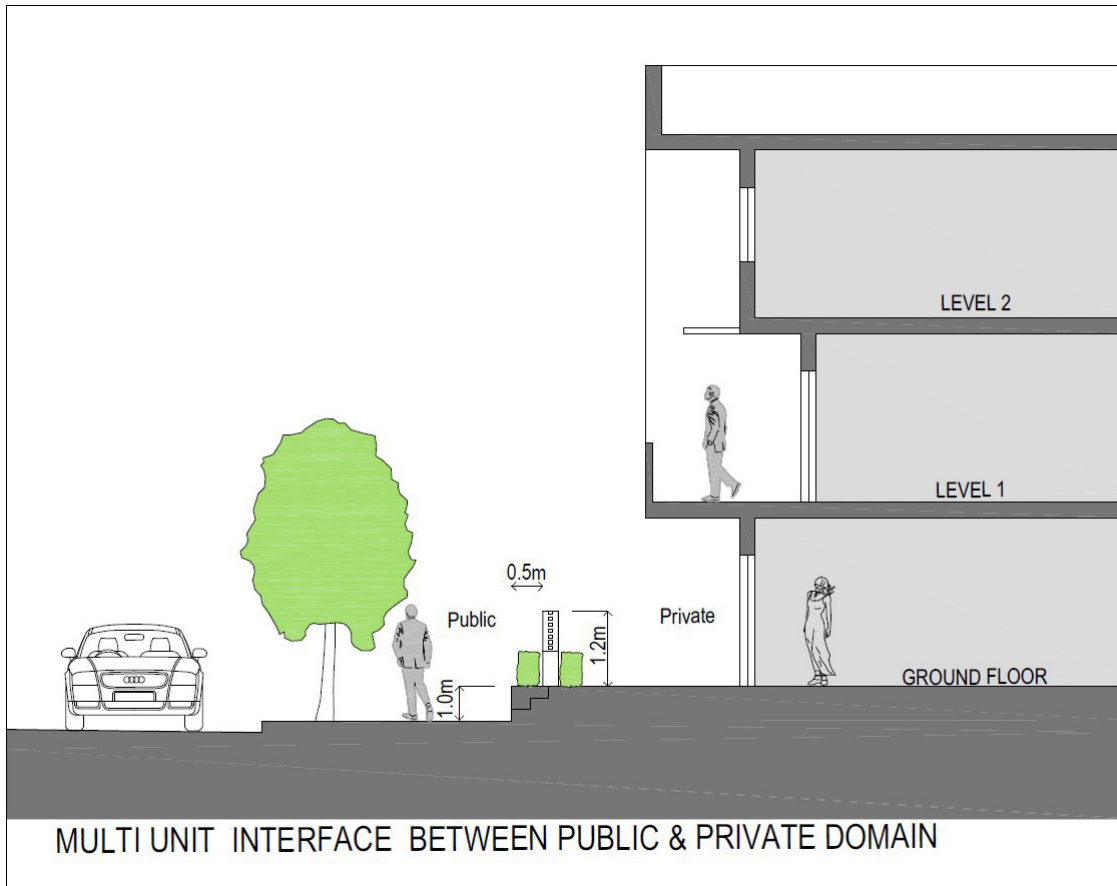 LEVEL 2
LEVEL 1
0.5m
Public
Private
1.2m
GROUND FLOOR
1.0m
MULTI UNIT INTERFACE BETWEEN PUBLIC & PRIVATE DOMAIN